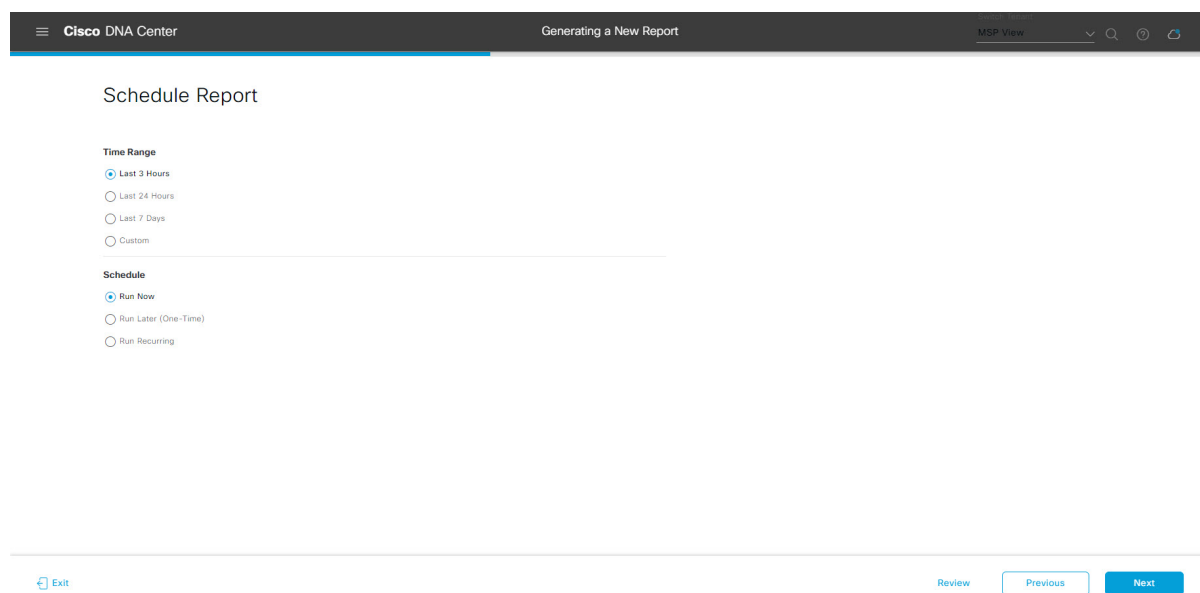 Cisco DNA Center
Generating a New Report
MSP View
Schedule Report
Time Range
Last 3 Hours
Last 24 Hours
Last 7 Days
Custom
Schedule
Run Now
Run Later (One-Time)
Run Recurring
Exit
Review
Previous
Next